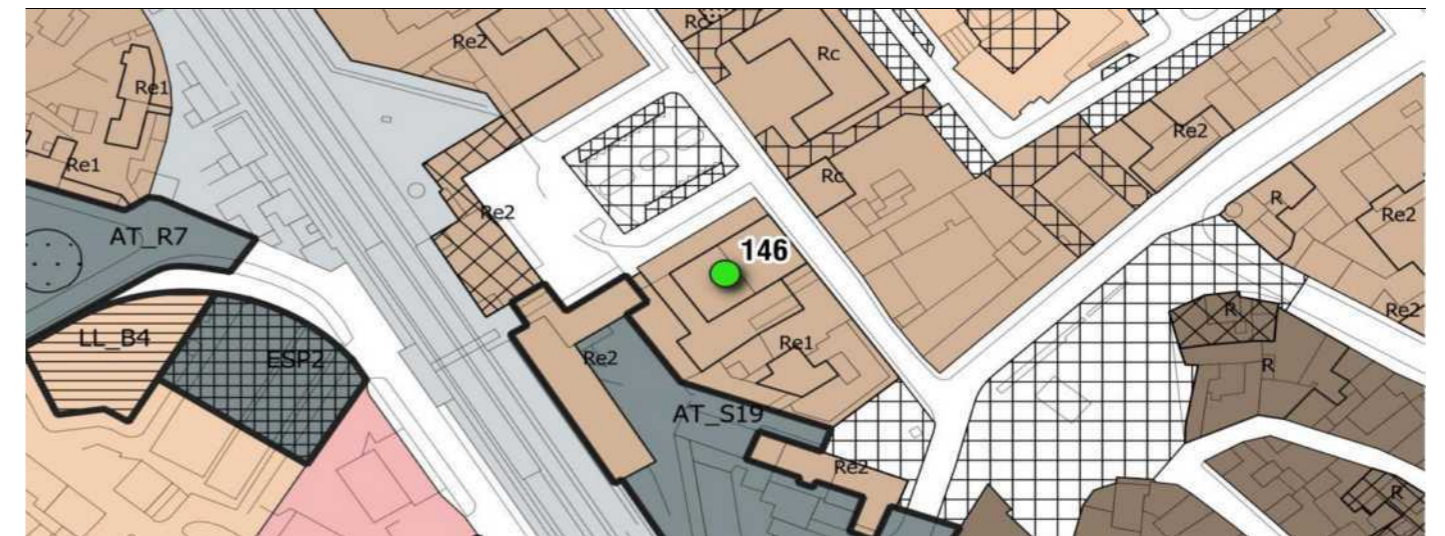 Rc
Re2
Rc
Re1
Re2
Re1
Rc
R
Re2
Re2
AT_R7
146
Re2
R
LL_B4
Re1
ESP2
Re2
R
AT_S19
Re2
R